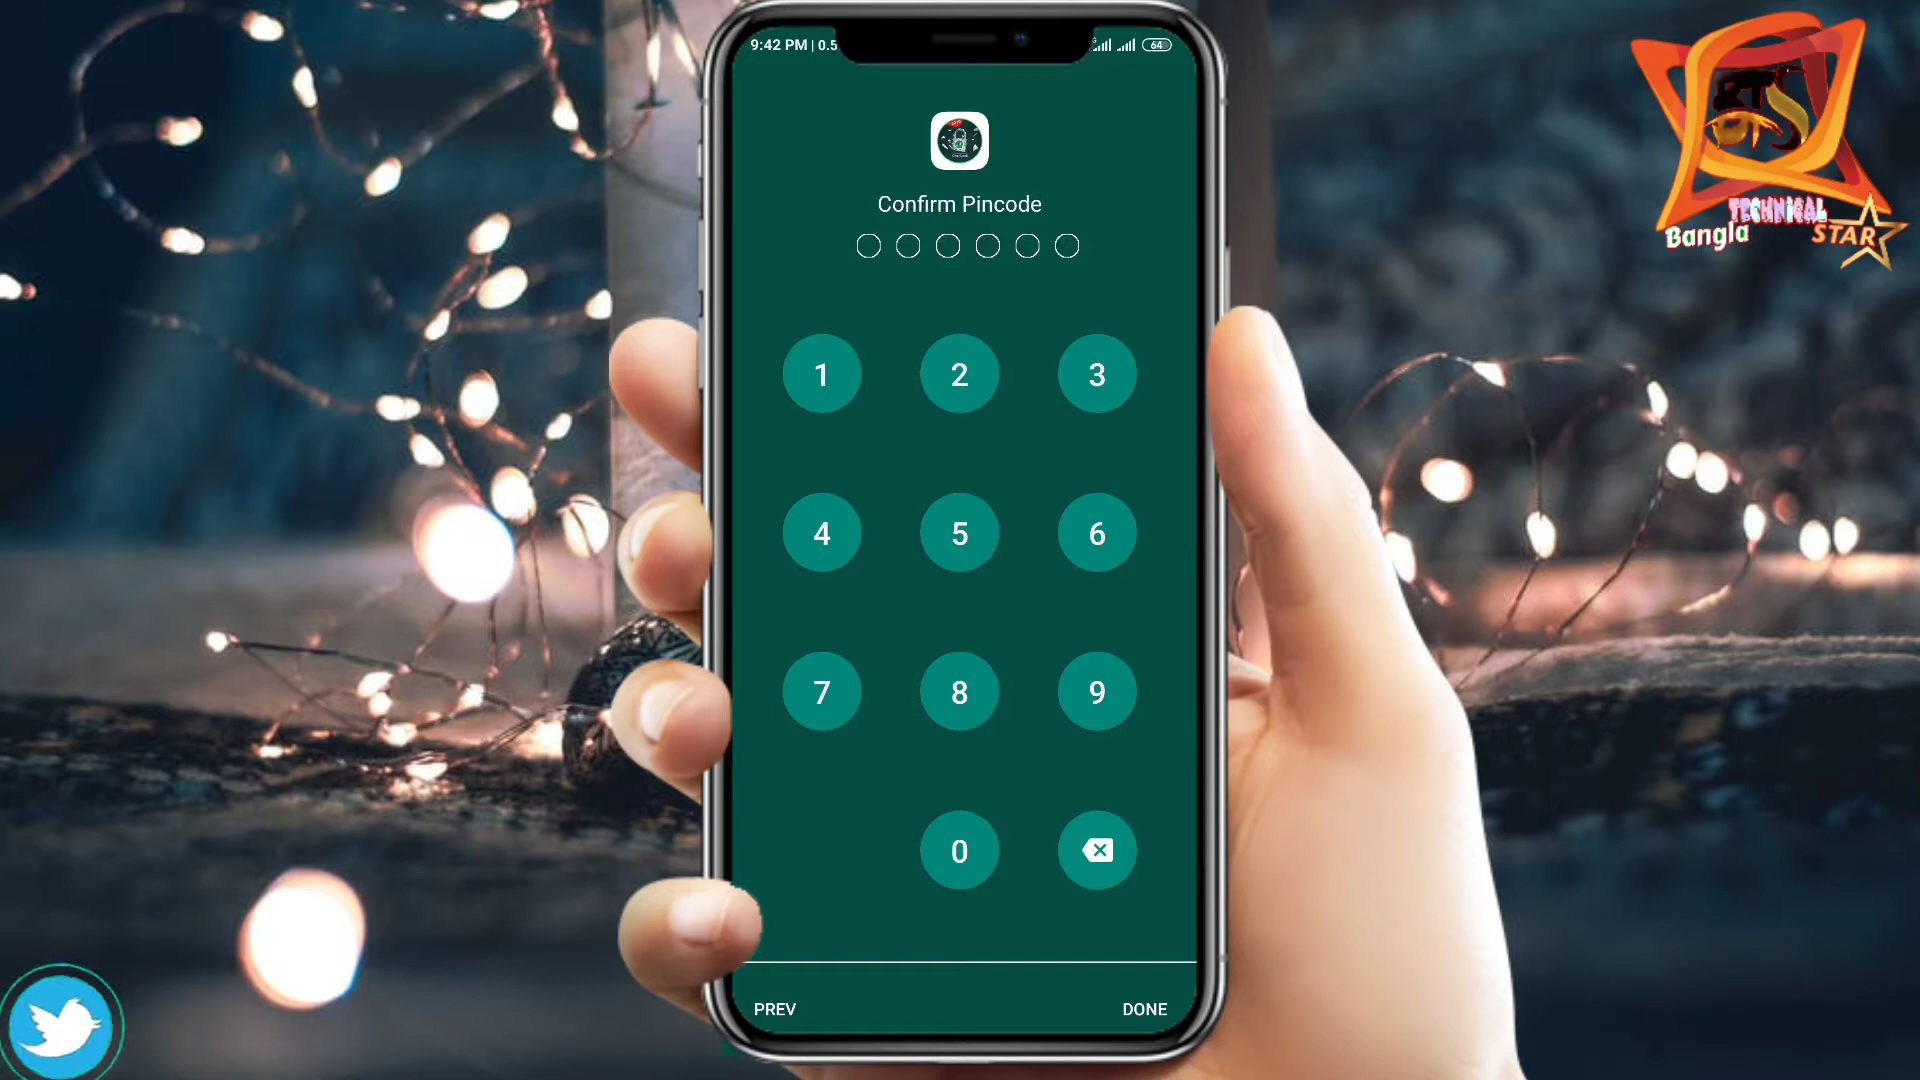 9:42 PM | 0.5
64
Confirm Pincode
1 2 3
4 5 6
7 8 9
0
PREV DONE
BTS
TECHNICAL
Bangla STAR